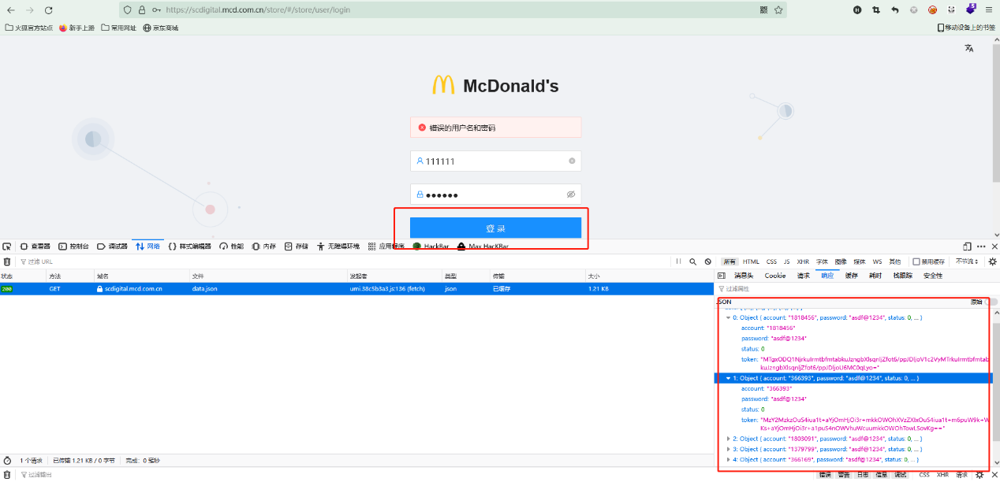 https://scdigital.mcd.com.cn/store/#/store/user/login
5
火狐官方站点 新手上路 常用网址 京东商城 移动设备上的书签
McDonald's
错误的用户名和密码
111111
登 录
查看器 控制台 调试器 网络 样式编辑器 性能 内存 存储 无障碍环境 应用程序 HackBar Max HacKBar
过滤 URL 所有 HTML CSS JS XHR 字体 图像 媒体 WS 其他 禁用缓存 不节流
状态 方法 域名 文件 发起者 类型 传输 大小 消息头 Cookie 请求 响应 缓存 耗时 栈跟踪 安全性
200 GET scdigital.mcd.com.cn data.json umi.38c5b3a3.js:136 (fetch) json 已缓存 1.21 KB
过滤属性
JSON 原始
0: Object { account: "1818456", password: "asdf@1234", status: 0, ... }
account: "1818456"
password: "asdf@1234"
status: 0
1: Object { account: "366393", password: "asdf@1234", status: 0, ... }
account: "366393"
password: "asdf@1234"
status: 0
2: Object { account: "1803091", password: "asdf@1234", status: 0, ... }
3: Object { account: "1379799", password: "asdf@1234", status: 0, ... }
4: Object { account: "366169", password: "asdf@1234", status: 0, ... }
1 个请求 已传输 1.21 KB / 0 字节 完成: 0 毫秒
过滤输出 错误 警告 日志 信息 调试 CSS XHR 请求